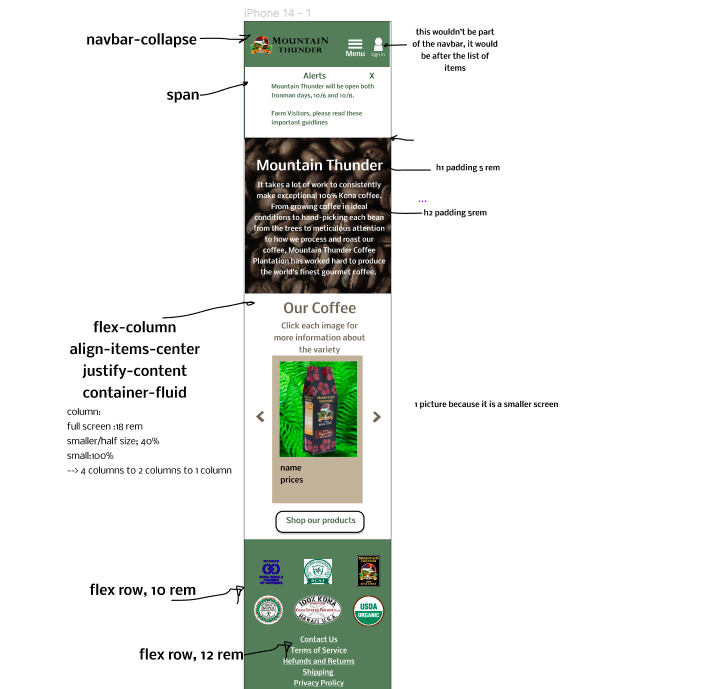 iPhone 14 - 1
navbar-collapse
MOUNTAIN
THUNDER
Menu
sign in
this wouldn't be part
of the navbar, it would
be after the list of
items
span
Alerts X
Mountain Thunder will be open both
Ironman days, 10/6 and 10/8.
Farm Visitors, please read these
important guidlines
Mountain Thunder
h1 padding 5 rem
It takes a lot of work to consistently
make exceptional 100% Kona coffee.
From growing coffee in ideal
conditions to hand-picking each bean
from the trees to meticulous attention
to how we process and roast our
coffee, Mountain Thunder Coffee
Plantation has worked hard to produce
the world's finest gourmet coffee.
...
h2 padding 5rem
Our Coffee
Click each image for
more information about
the variety
flex-column
align-items-center
justify-content
container-fluid
column:
full screen :18 rem
smaller/half size; 40%
small:100%
--> 4 columns to 2 columns to 1 column
1 picture because it is a smaller screen
name
prices
Shop our products
flex row, 10 rem
100% KONA
HAWAII U.S.A.
USDA
ORGANIC
flex row, 12 rem
Contact Us
Terms of Service
Refunds and Returns
Shipping
Privacy Policy